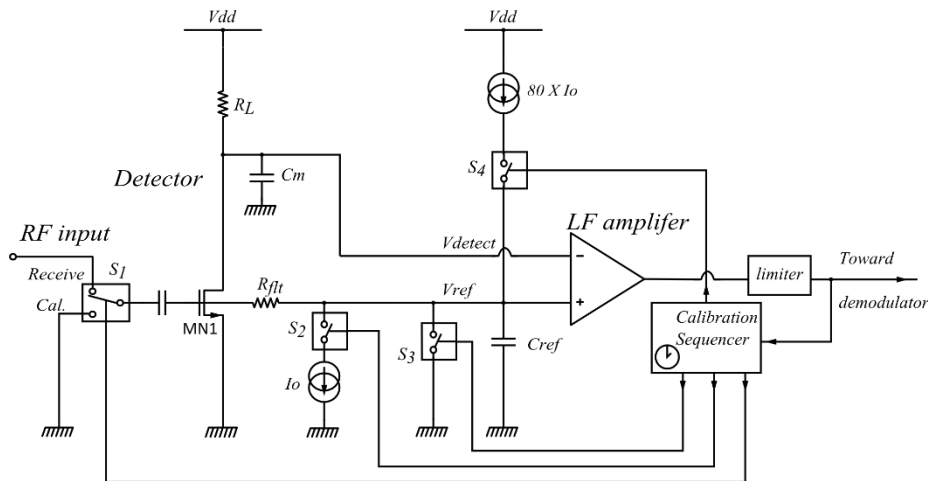 Vdd
Vdd
80 X Io
RL
S4
Cm
Detector
LF amplifer
RF input
Vdetect
Toward
S1
Receive
Rflt
Vref
limiter
demodulator
Cal.
MN1
S2
S3
Cref
Calibration
Sequencer
Io